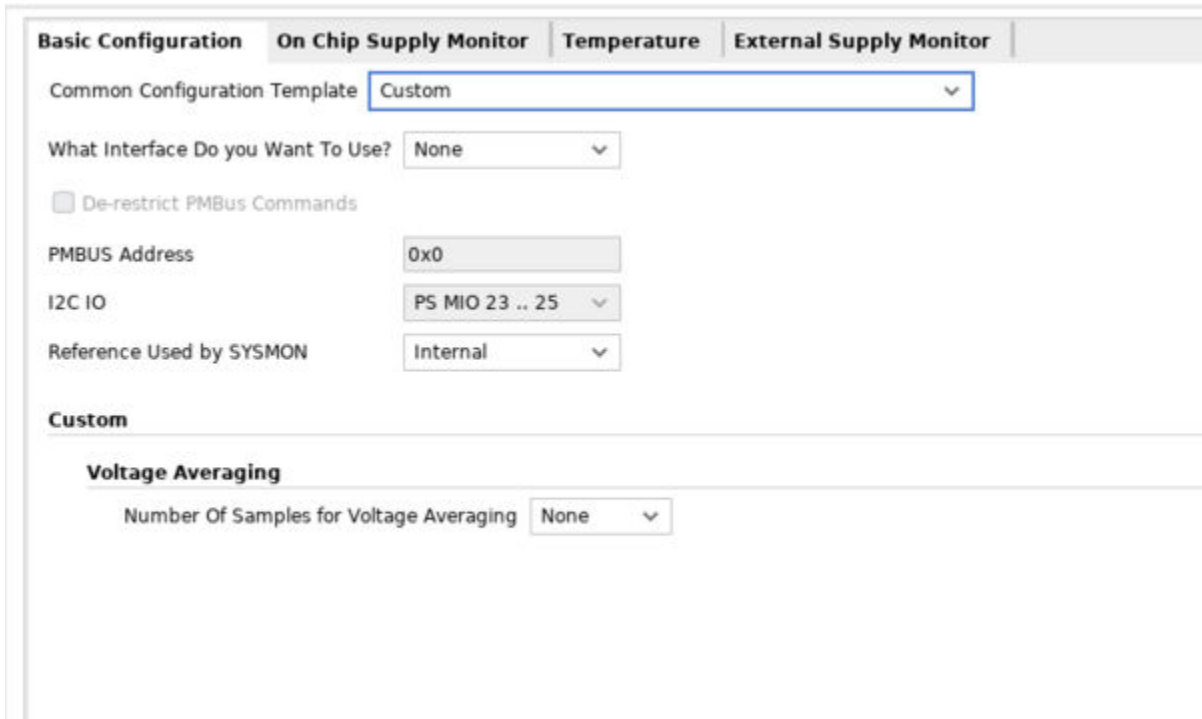 Basic Configuration On Chip Supply Monitor Temperature External Supply Monitor
Common Configuration Template Custom
What Interface Do you Want To Use? None
De-restrict PMBus Commands
PMBUS Address 0x0
I2C IO PS MIO 23 .. 25
Reference Used by SYSMON Internal
Custom
Voltage Averaging
Number Of Samples for Voltage Averaging None